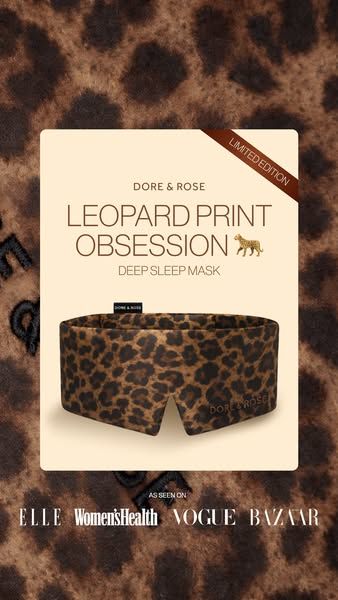 LIMITED EDITION
DORE & ROSE
LEOPARD PRINT
OBSESSION 🐆
DEEP SLEEP MASK
DORE & ROSE
DORE & ROSE
AS SEEN ON
ELLE Women'sHealth VOGUE BAZAAR